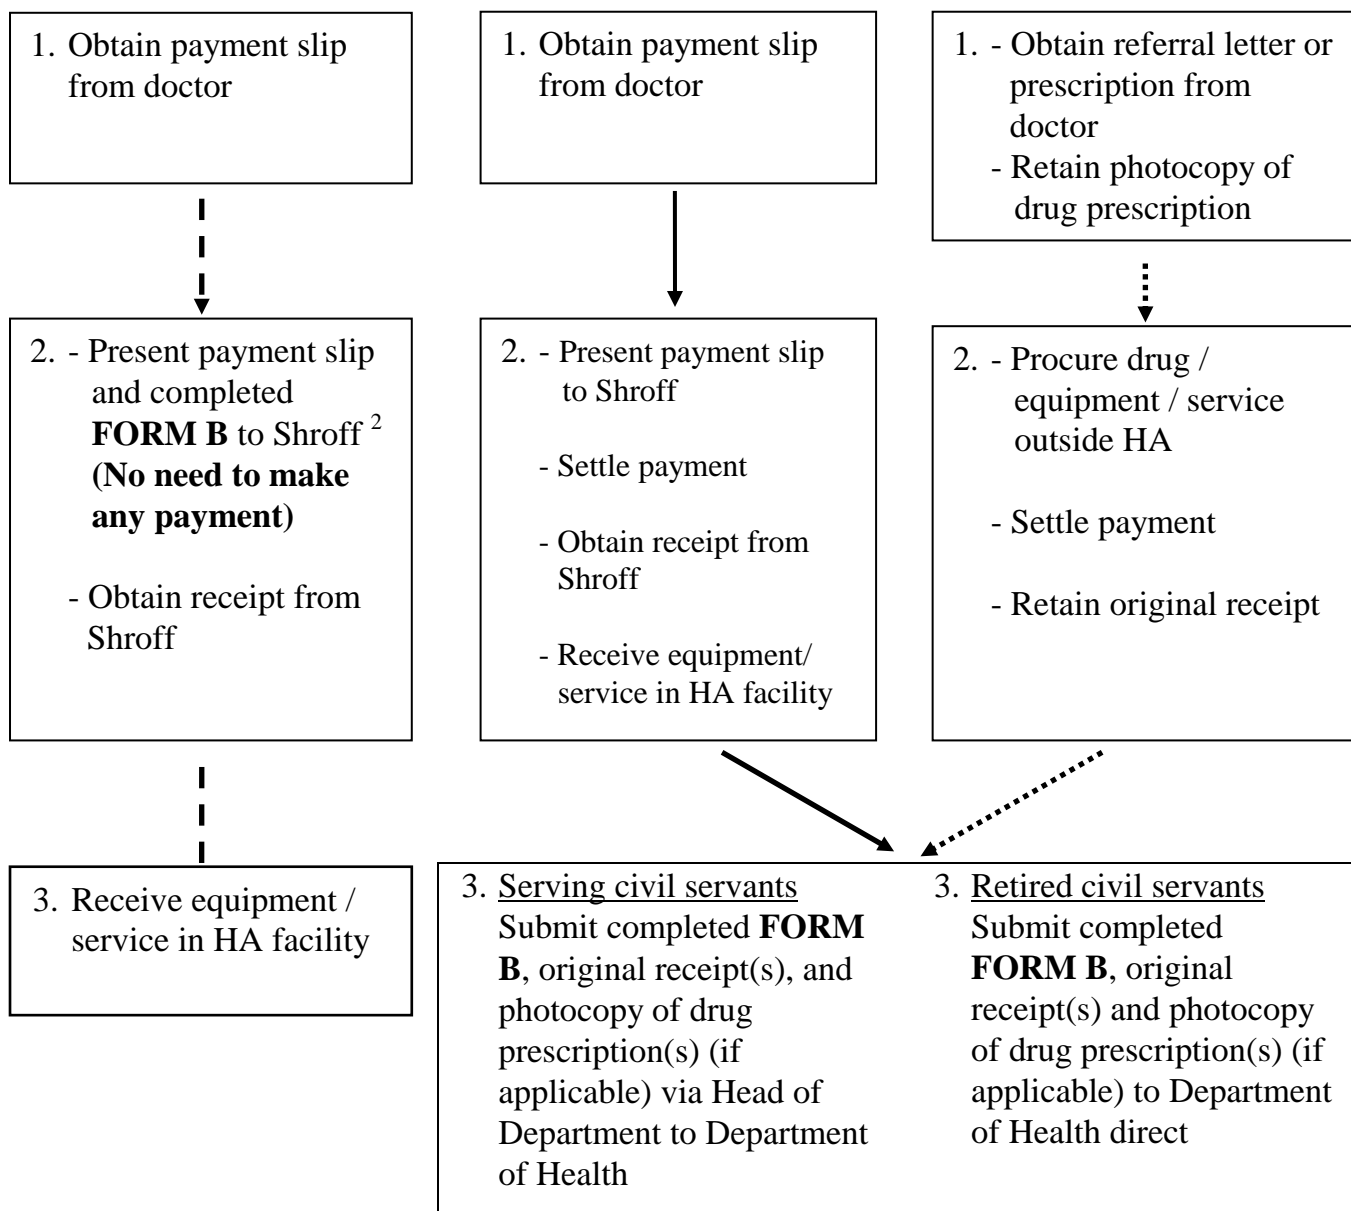 1. Obtain payment slip
from doctor
1. Obtain payment slip
from doctor
1. - Obtain referral letter or
prescription from
doctor
- Retain photocopy of
drug prescription
2. - Present payment slip
and completed
FORM B to Shroff 2
(No need to make
any payment)
- Obtain receipt from
Shroff
2. - Present payment slip
to Shroff
- Settle payment
- Obtain receipt from
Shroff
- Receive equipment/
service in HA facility
2. - Procure drug /
equipment / service
outside HA
- Settle payment
- Retain original receipt
3. Receive equipment /
service in HA facility
3. Serving civil servants
Submit completed FORM
B, original receipt(s), and
photocopy of drug
prescription(s) (if
applicable) via Head of
Department to Department
of Health
3. Retired civil servants
Submit completed
FORM B, original
receipt(s) and photocopy
of drug prescription(s) (if
applicable) to Department
of Health direct